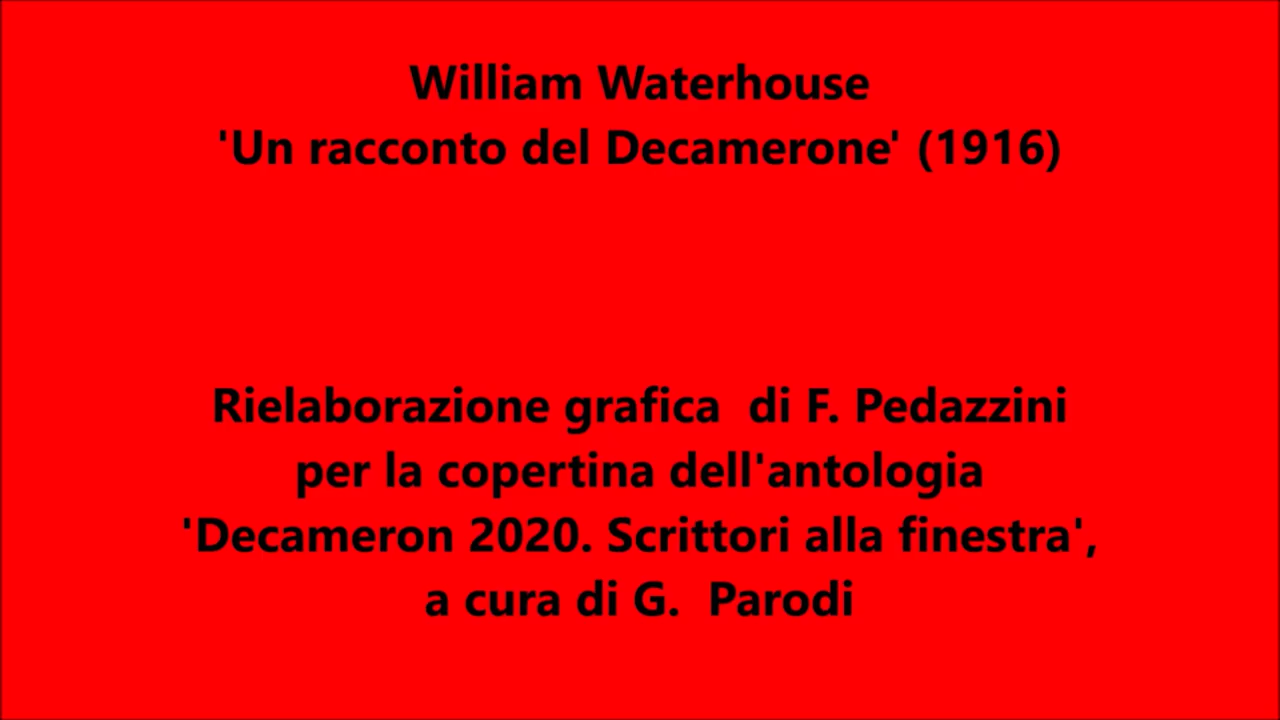 William Waterhouse
'Un racconto del Decamerone' (1916)
Rielaborazione grafica  di F. Pedazzini
per la copertina dell'antologia
'Decameron 2020. Scrittori alla finestra',
a cura di G.  Parodi